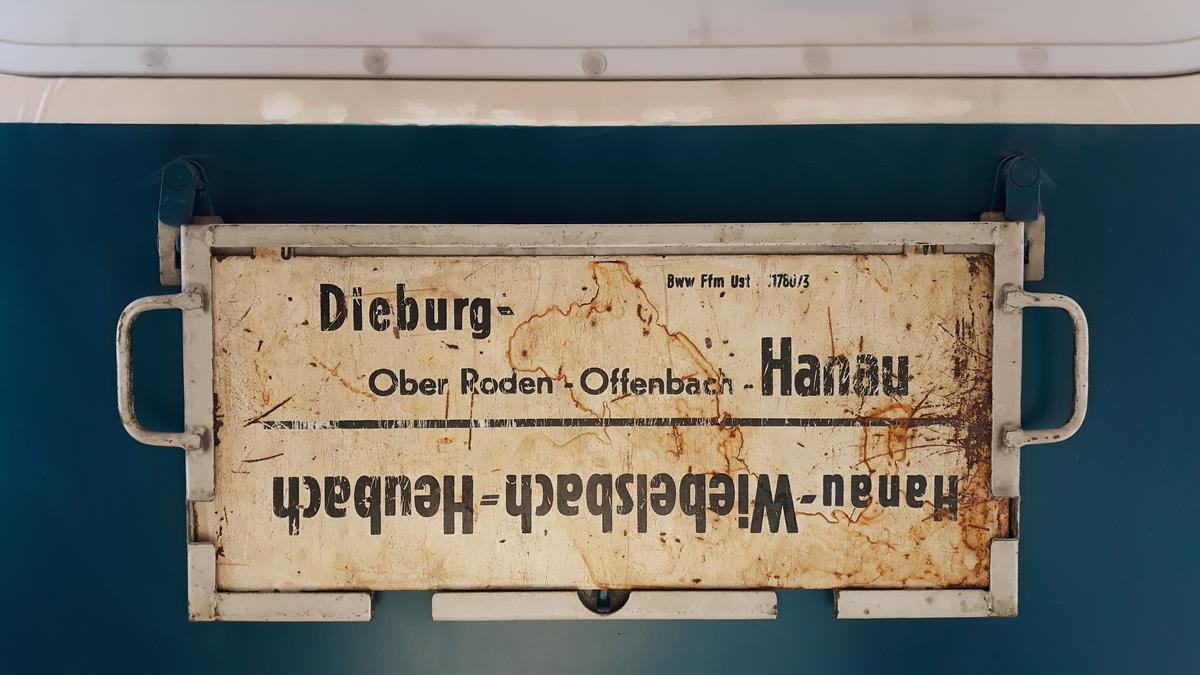 Bww Ffm Ust
Dieburg-
Ober Roden - Offenbach - Hanau
Hanau-Wiebelsbach=Heubach